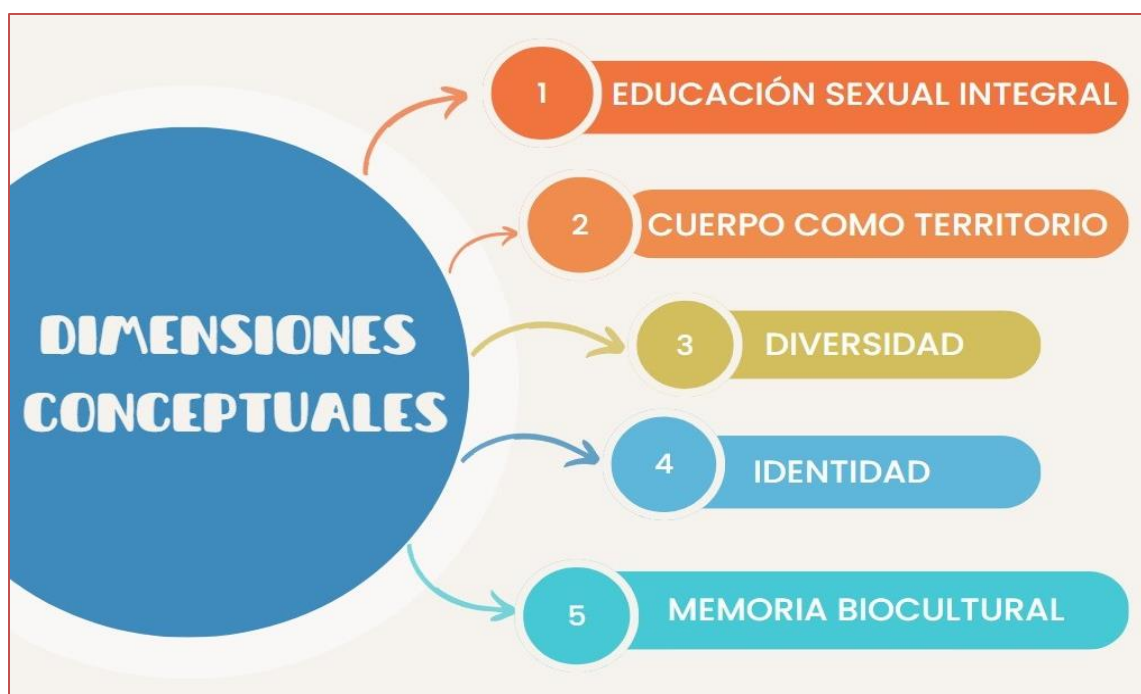 DIMENSIONES
CONCEPTUALES
1 EDUCACIÓN SEXUAL INTEGRAL
2 CUERPO COMO TERRITORIO
3 DIVERSIDAD
4 IDENTIDAD
5 MEMORIA BIOCULTURAL